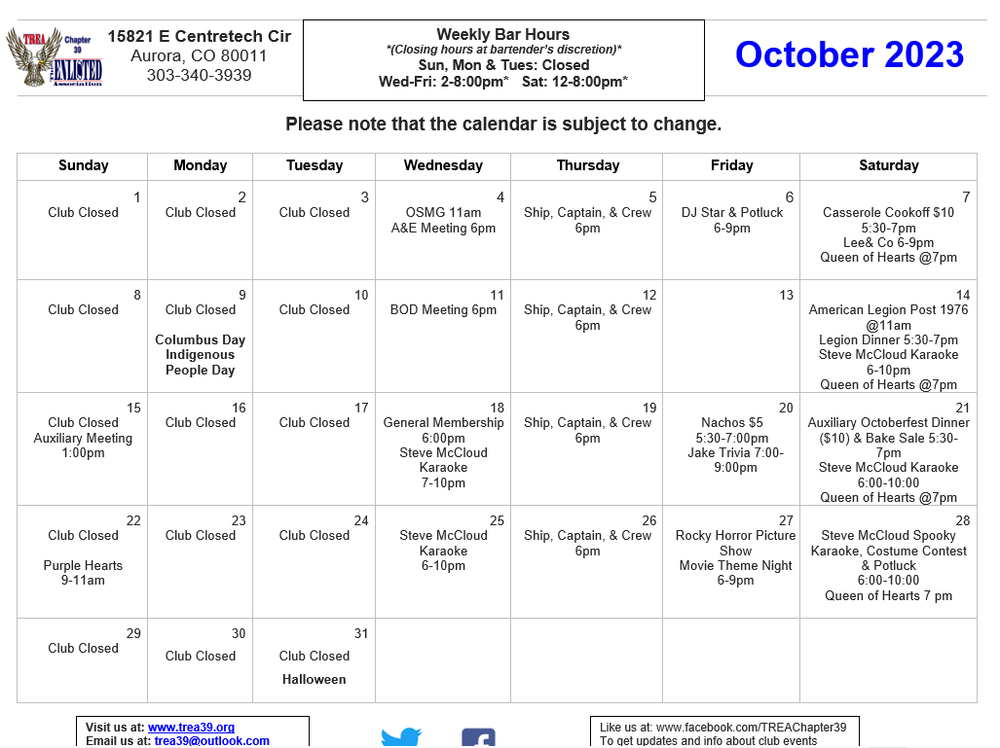 TREA Chapter
39
The ENLISTED
Association
15821 E Centretech Cir
Aurora, CO 80011
303-340-3939
Weekly Bar Hours
*(Closing hours at bartender's discretion)*
Sun, Mon & Tues: Closed
Wed-Fri: 2-8:00pm* Sat: 12-8:00pm*
October 2023
Please note that the calendar is subject to change.
Sunday Monday Tuesday Wednesday Thursday Friday Saturday
1
Club Closed
2
Club Closed
3
Club Closed
4
OSMG 11am
A&E Meeting 6pm
5
Ship, Captain, & Crew
6pm
6
DJ Star & Potluck
6-9pm
7
Casserole Cookoff $10
5:30-7pm
Lee& Co 6-9pm
Queen of Hearts @7pm
8
Club Closed
9
Club Closed
Columbus Day
Indigenous
People Day
10
Club Closed
11
BOD Meeting 6pm
12
Ship, Captain, & Crew
6pm
13
14
American Legion Post 1976
@11am
Legion Dinner 5:30-7pm
Steve McCloud Karaoke
6-10pm
Queen of Hearts @7pm
15
Club Closed
Auxiliary Meeting
1:00pm
16
Club Closed
17
Club Closed
18
General Membership
6:00pm
Steve McCloud
Karaoke
7-10pm
19
Ship, Captain, & Crew
6pm
20
Nachos $5
5:30-7:00pm
Jake Trivia 7:00-
9:00pm
21
Auxiliary Octoberfest Dinner
($10) & Bake Sale 5:30-
7pm
Steve McCloud Karaoke
6:00-10:00
Queen of Hearts @7pm
22
Club Closed
Purple Hearts
9-11am
23
Club Closed
24
Club Closed
25
Steve McCloud
Karaoke
6-10pm
26
Ship, Captain, & Crew
6pm
27
Rocky Horror Picture
Show
Movie Theme Night
6-9pm
28
Steve McCloud Spooky
Karaoke, Costume Contest
& Potluck
6:00-10:00
Queen of Hearts 7 pm
29
Club Closed
30
Club Closed
31
Club Closed
Halloween
Visit us at: www.trea39.org
Email us at: trea39@outlook.com
Like us at: www.facebook.com/TREAChapter39
To get updates and info about club events